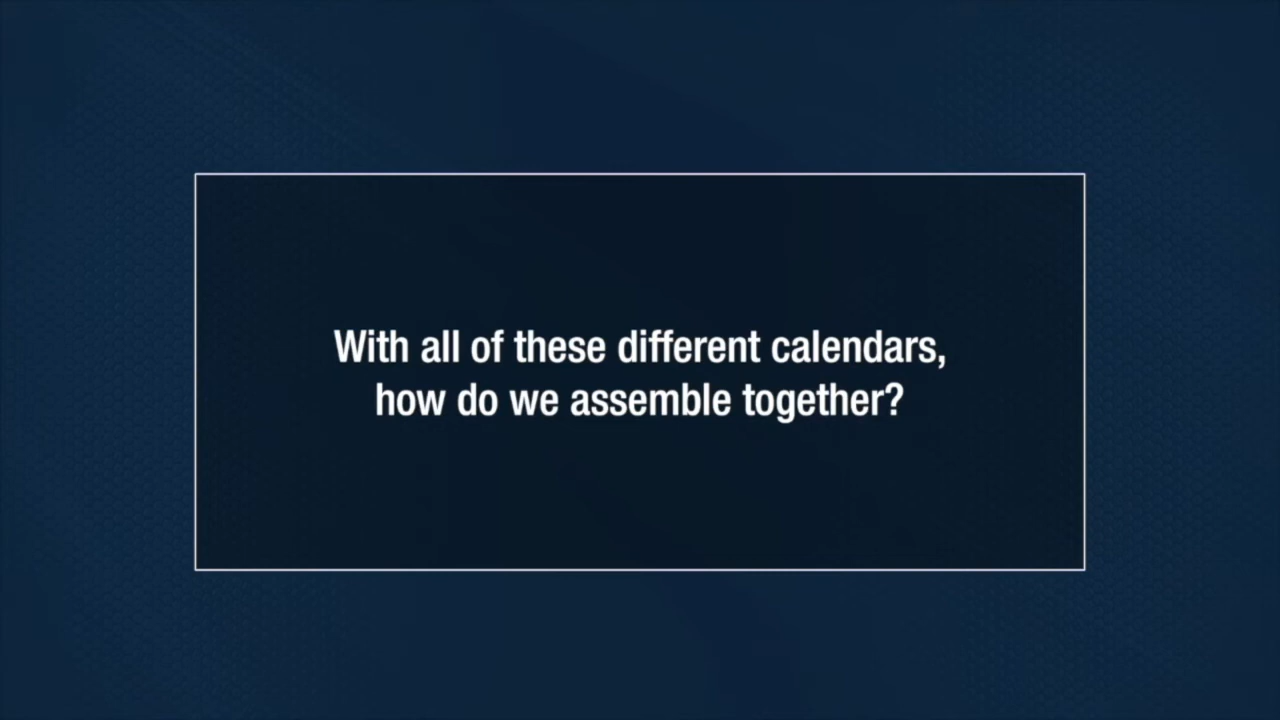 With all of these different calendars,
how do we assemble together?